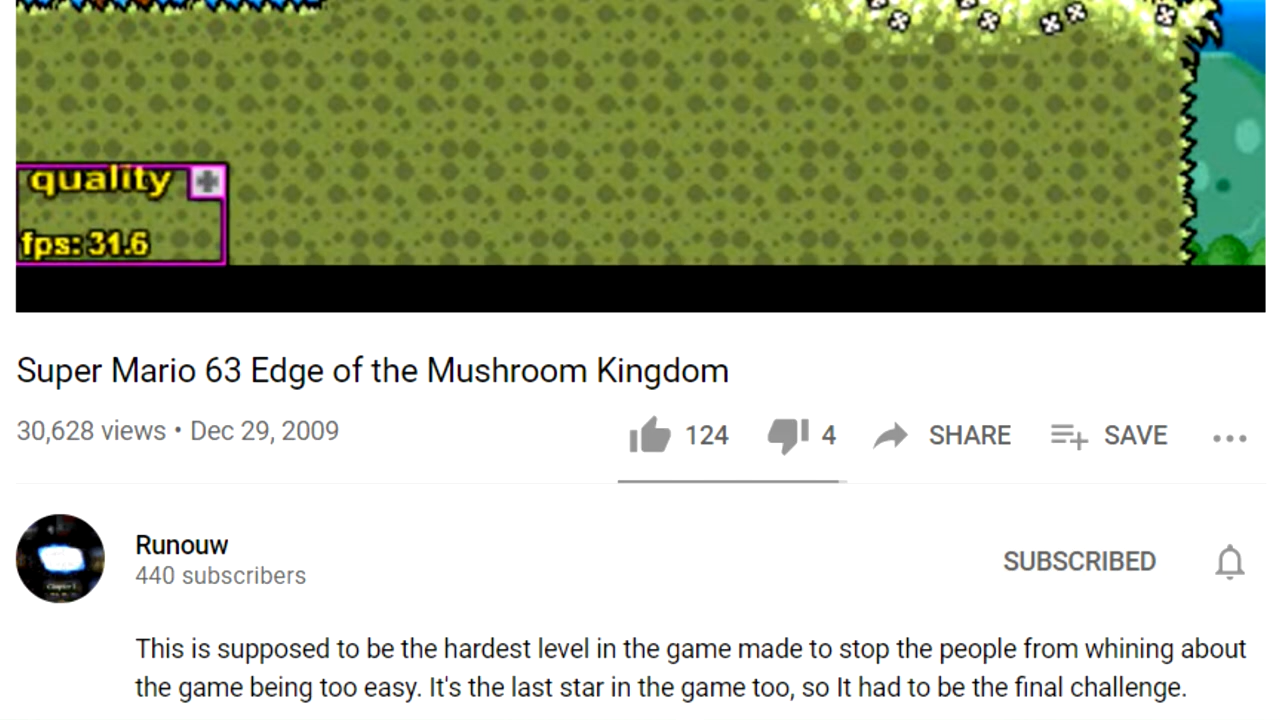 quality
fps: 31.6
Super Mario 63 Edge of the Mushroom Kingdom
30,628 views • Dec 29, 2009
124 4 SHARE SAVE
Runouw
440 subscribers
SUBSCRIBED
This is supposed to be the hardest level in the game made to stop the people from whining about
the game being too easy. It's the last star in the game too, so It had to be the final challenge.